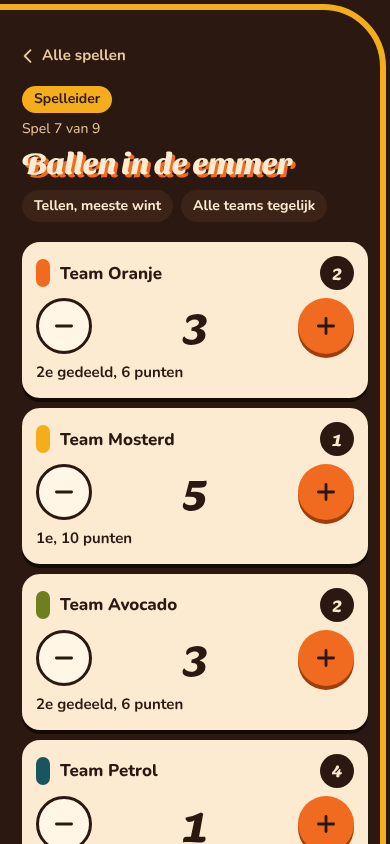 Alle spellen
Spelleider
Spel 7 van 9
Ballen in de emmer
Tellen, meeste wint
Alle teams tegelijk
Team Oranje
2
−
3
+
2e gedeeld, 6 punten
Team Mosterd
1
−
5
+
1e, 10 punten
Team Avocado
2
−
3
+
2e gedeeld, 6 punten
Team Petrol
4
−
1
+